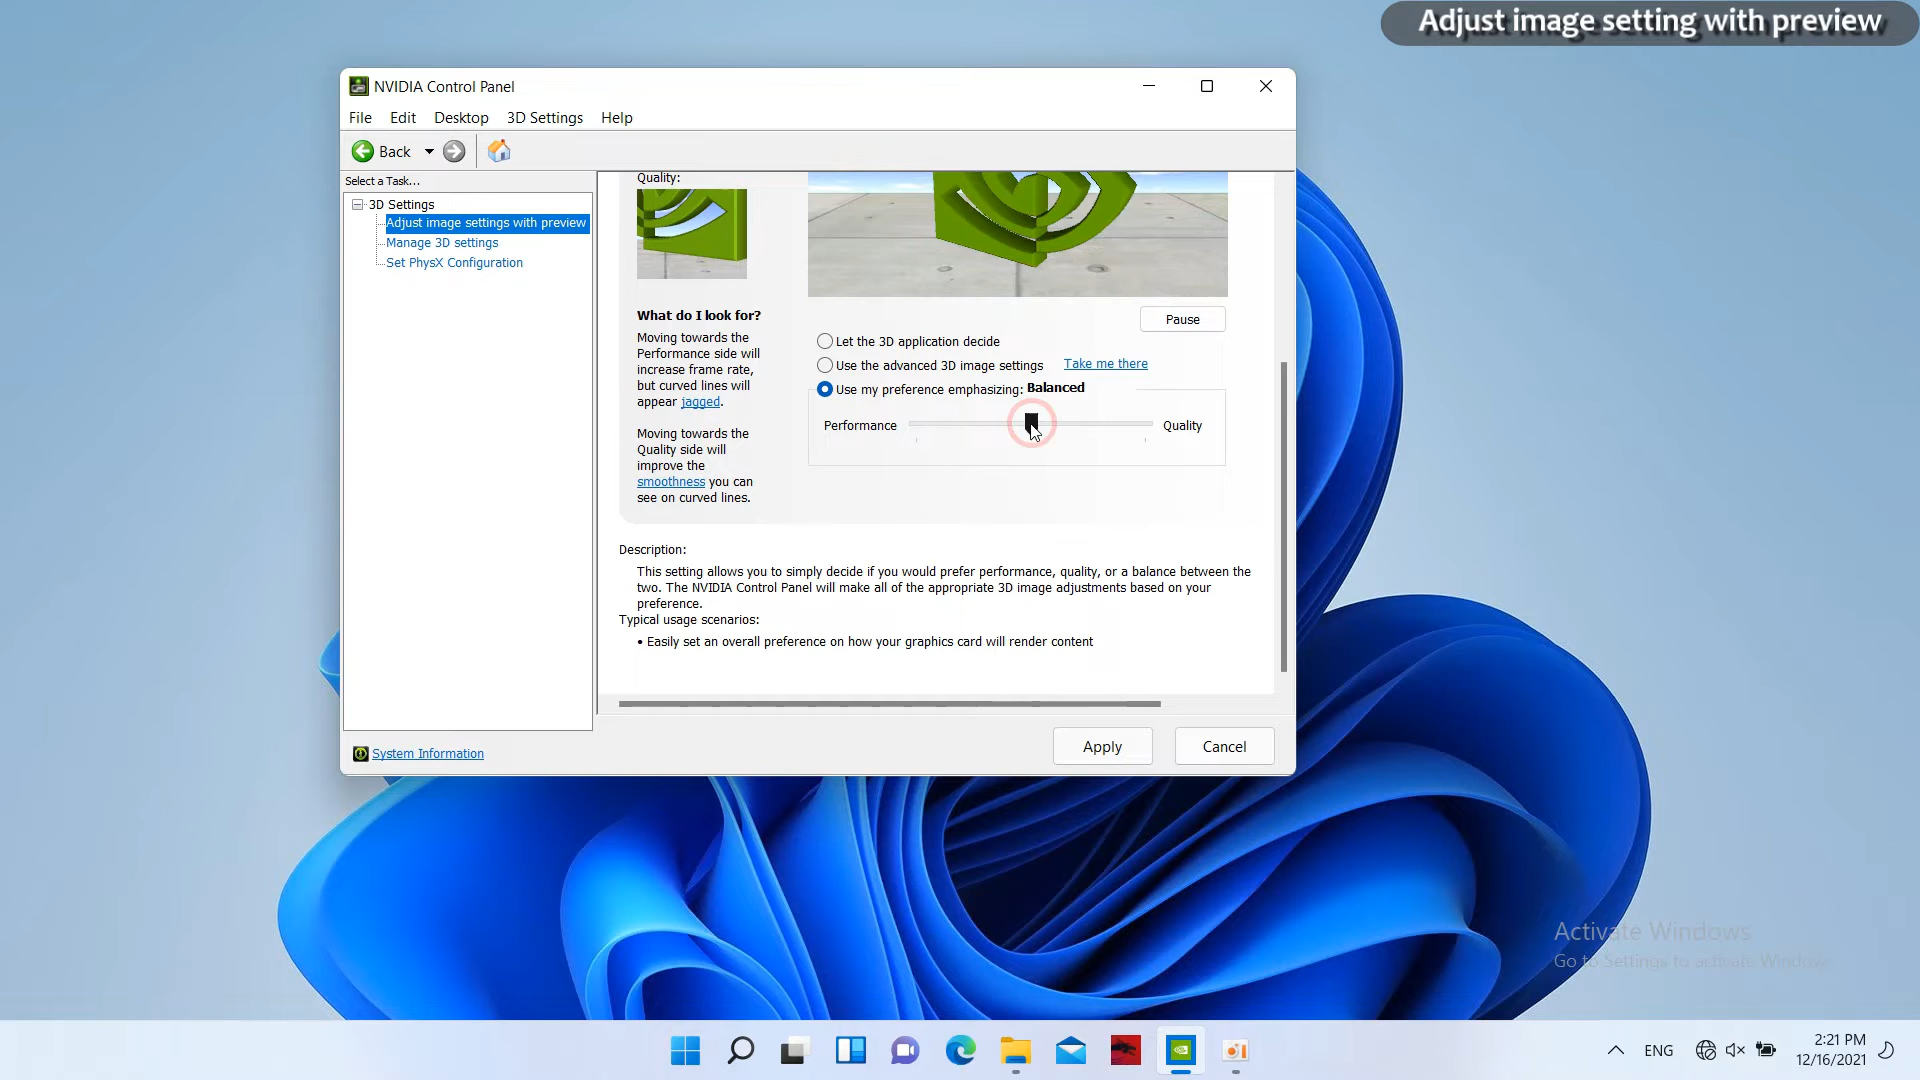 Adjust image setting with preview
NVIDIA Control Panel
File Edit Desktop 3D Settings Help
Back
Select a Task...
3D Settings
Adjust image settings with preview
Manage 3D settings
Set PhysX Configuration
System Information
Quality:
What do I look for?
Moving towards the
Performance side will
increase frame rate,
but curved lines will
appear jagged.
Moving towards the
Quality side will
improve the
smoothness you can
see on curved lines.
Pause
Let the 3D application decide
Use the advanced 3D image settings Take me there
Use my preference emphasizing: Balanced
Performance Quality
Description:
This setting allows you to simply decide if you would prefer performance, quality, or a balance between the
two. The NVIDIA Control Panel will make all of the appropriate 3D image adjustments based on your
preference.
Typical usage scenarios:
• Easily set an overall preference on how your graphics card will render content
Apply Cancel
Activate Windows
Go to Settings to activate Windows
ENG
2:21 PM
12/16/2021